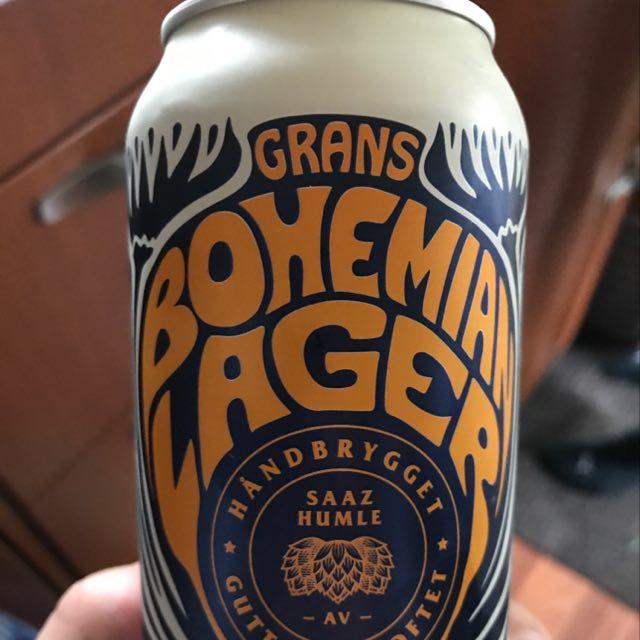 GRANS
BOHEMIAN
LAGER
HÅNDBRYGGET
SAAZ
HUMLE
- AV -